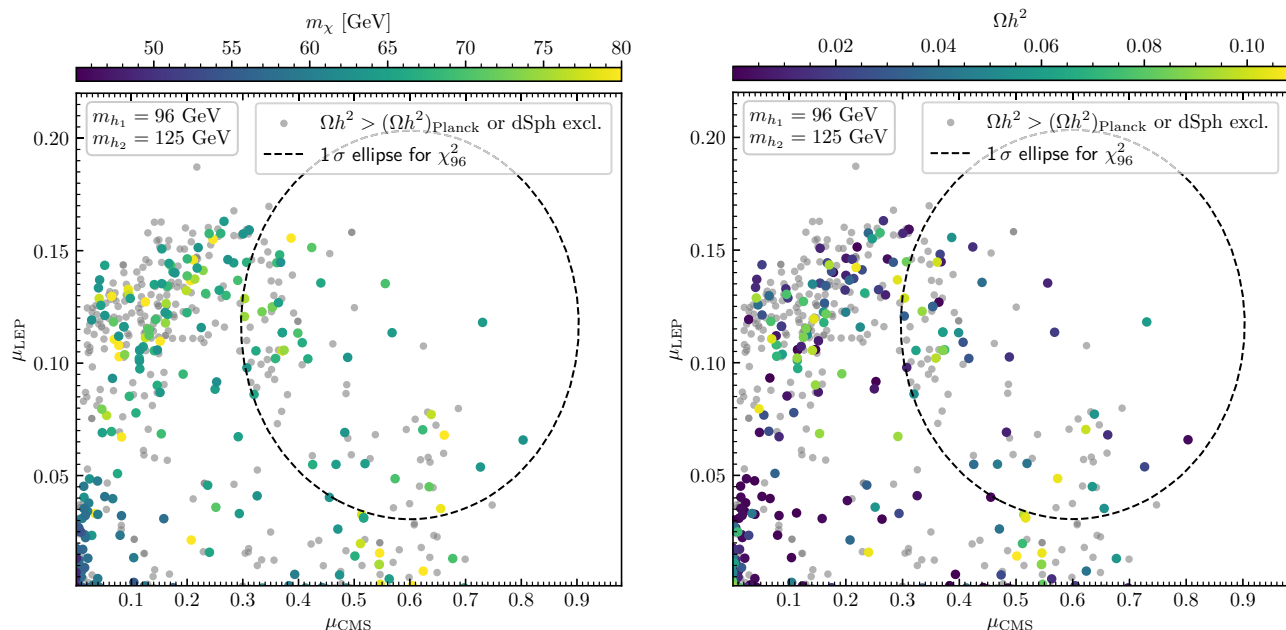 m_χ [GeV]
50 55 60 65 70 75 80
m_{h_1} = 96 GeV
m_{h_2} = 125 GeV
Ωh² > (Ωh²)_Planck or dSph excl.
1 σ ellipse for χ²_96
0.20
0.15
0.10
0.05
μ_LEP
0.1 0.2 0.3 0.4 0.5 0.6 0.7 0.8 0.9
μ_CMS
Ωh²
0.02 0.04 0.06 0.08 0.10
m_{h_1} = 96 GeV
m_{h_2} = 125 GeV
Ωh² > (Ωh²)_Planck or dSph excl.
1 σ ellipse for χ²_96
0.20
0.15
0.10
0.05
μ_LEP
0.1 0.2 0.3 0.4 0.5 0.6 0.7 0.8 0.9
μ_CMS